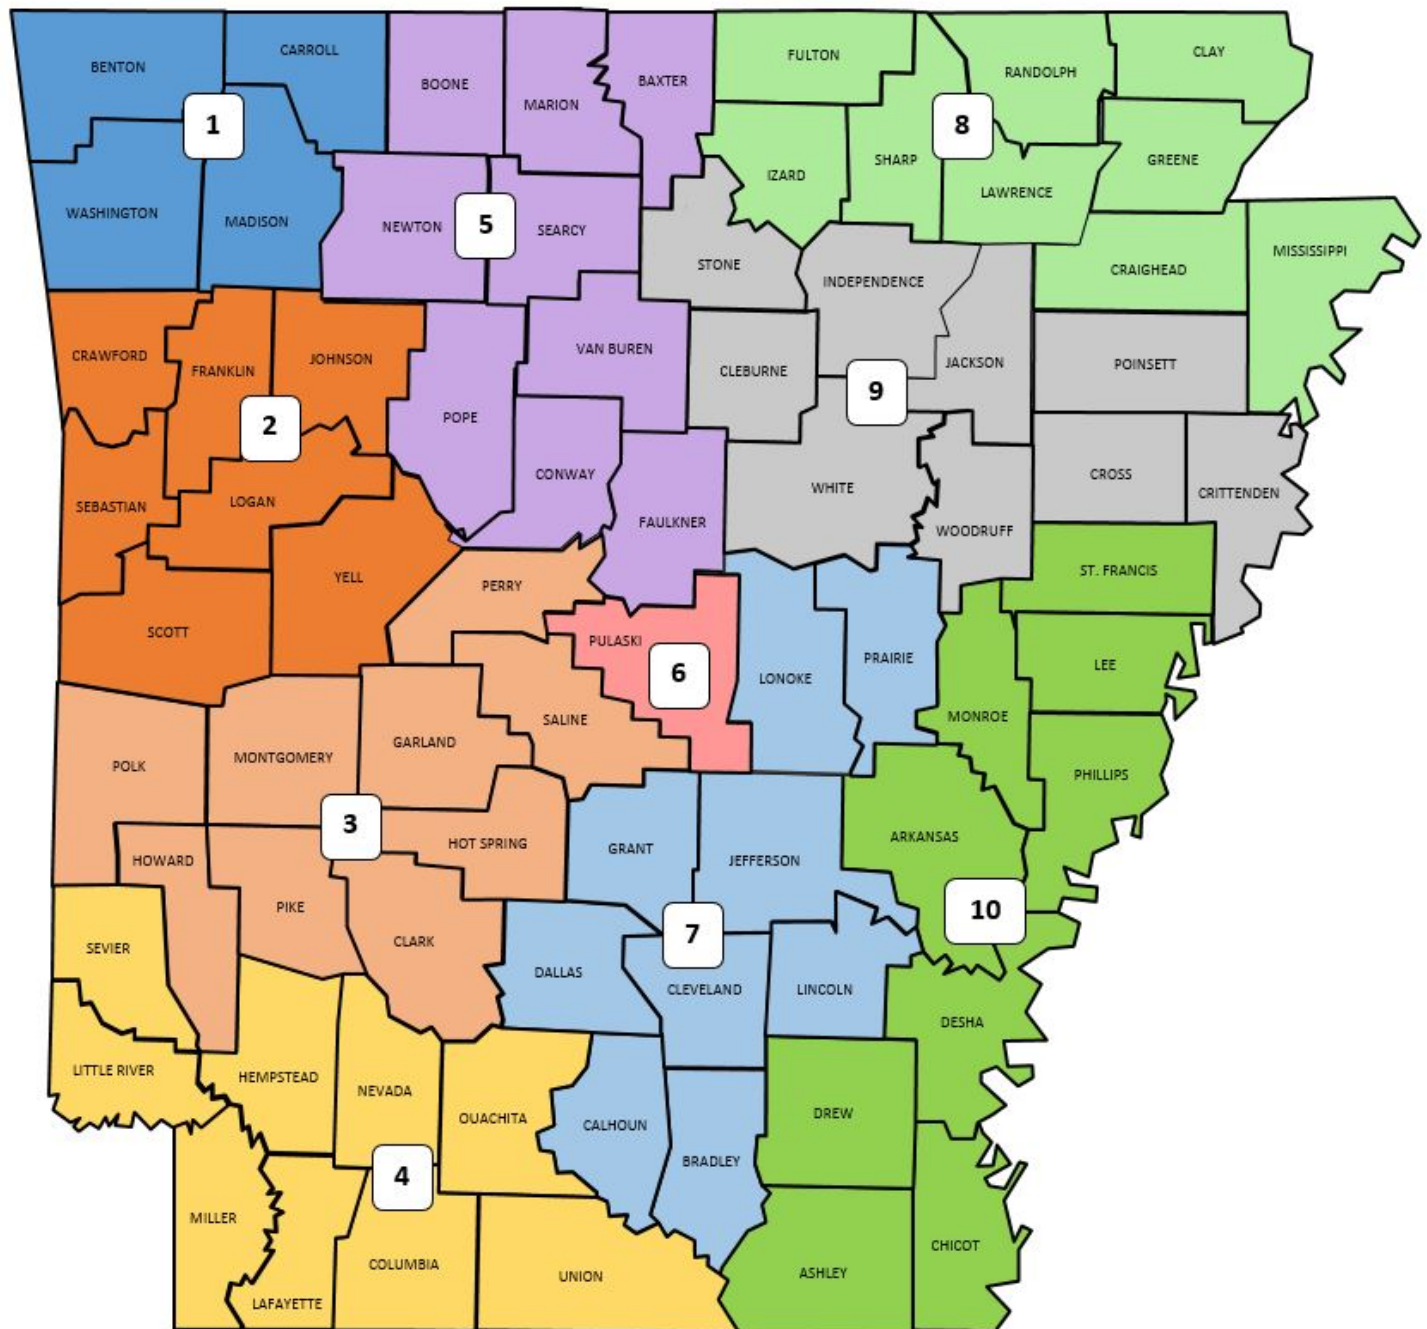 BENTON
CARROLL
BOONE
MARION
BAXTER
FULTON
RANDOLPH
CLAY
1
8
IZARD
SHARP
LAWRENCE
GREENE
WASHINGTON
MADISON
NEWTON
5
SEARCY
STONE
INDEPENDENCE
CRAIGHEAD
MISSISSIPPI
CRAWFORD
FRANKLIN
JOHNSON
VAN BUREN
CLEBURNE
JACKSON
POINSETT
2
POPE
9
SEBASTIAN
LOGAN
CONWAY
FAULKNER
WHITE
WOODRUFF
CROSS
CRITTENDEN
YELL
PERRY
ST. FRANCIS
SCOTT
PULASKI
6
LONOKE
PRAIRIE
LEE
POLK
MONTGOMERY
GARLAND
SALINE
MONROE
PHILLIPS
3
HOWARD
HOT SPRING
GRANT
JEFFERSON
ARKANSAS
PIKE
10
SEVIER
CLARK
7
DALLAS
CLEVELAND
LINCOLN
DESHA
LITTLE RIVER
HEMPSTEAD
NEVADA
OUACHITA
CALHOUN
DREW
4
BRADLEY
MILLER
COLUMBIA
UNION
ASHLEY
CHICOT
LAFAYETTE